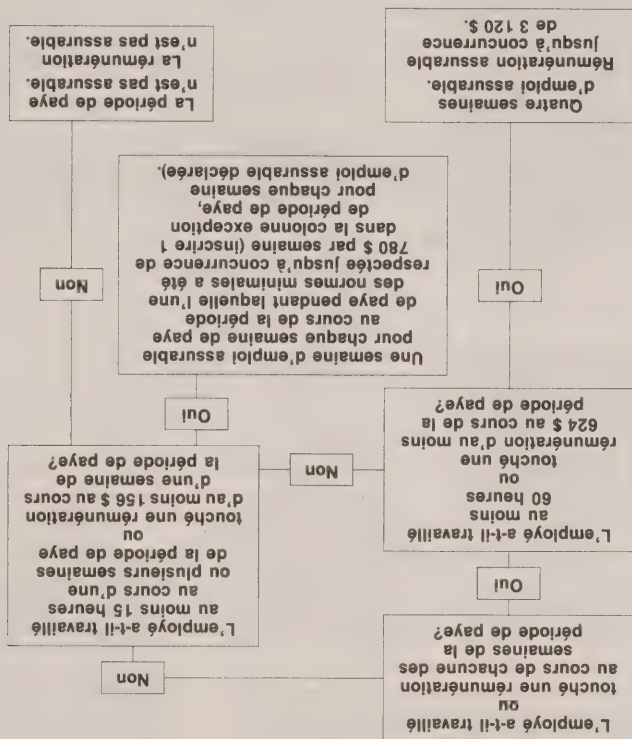 L'employé a-t-il travaillé
ou
touché une rémunération
au cours de chacune des
semaines de la
période de paye?
Non
Oui
L'employé a-t-il travaillé
au moins
60 heures
ou
touché une
rémunération d'au moins
624 $ au cours de la
période de paye?
Non
L'employé a-t-il travaillé
au moins 15 heures
au cours d'une
ou plusieurs semaines
de la période de paye
ou
touché une rémunération
d'au moins 156 $ au cours
d'une semaine de
la période de paye?
Oui
Oui
Non
Une semaine d'emploi assurable
pour chaque semaine de paye
au cours de la période
de paye pendant laquelle l'une
des normes minimales a été
respectée jusqu'à concurrence de
780 $ par semaine (inscrire 1
dans la colonne exception
de période de paye,
pour chaque semaine
d'emploi assurable déclarée).
Quatre semaines
d'emploi assurable.
Rémunération assurable
jusqu'à concurrence
de 3 120 $.
La période de paye
n'est pas assurable.
La rémunération
n'est pas assurable.